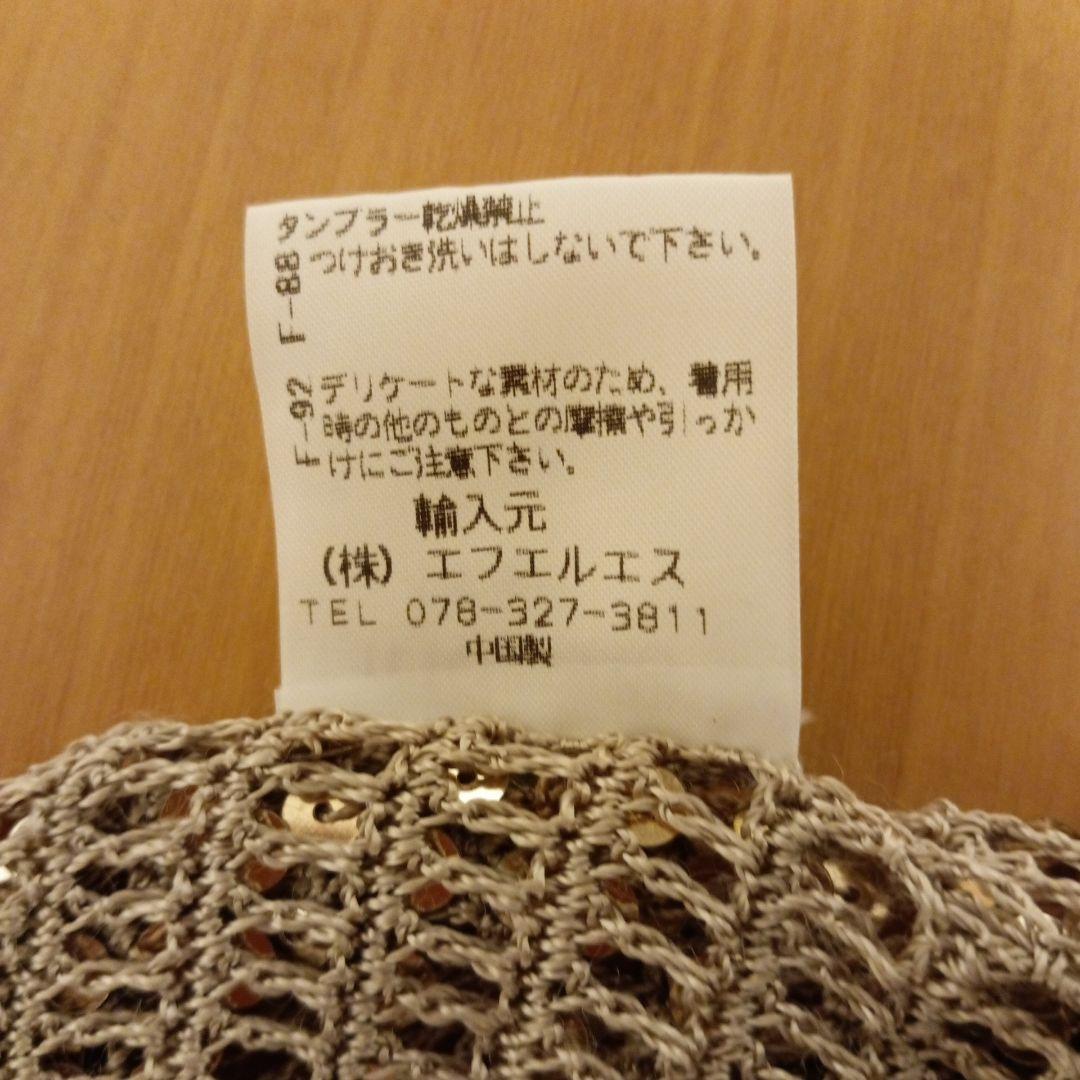 タンブラー乾燥禁止
F-88 つけおき洗いはしないで下さい。
F-92 デリケートな素材のため、着用
時の他のものとの摩擦や引っか
けにご注意下さい。
輸入元
(株) エフエルエス
TEL 078-327-3811
中国製